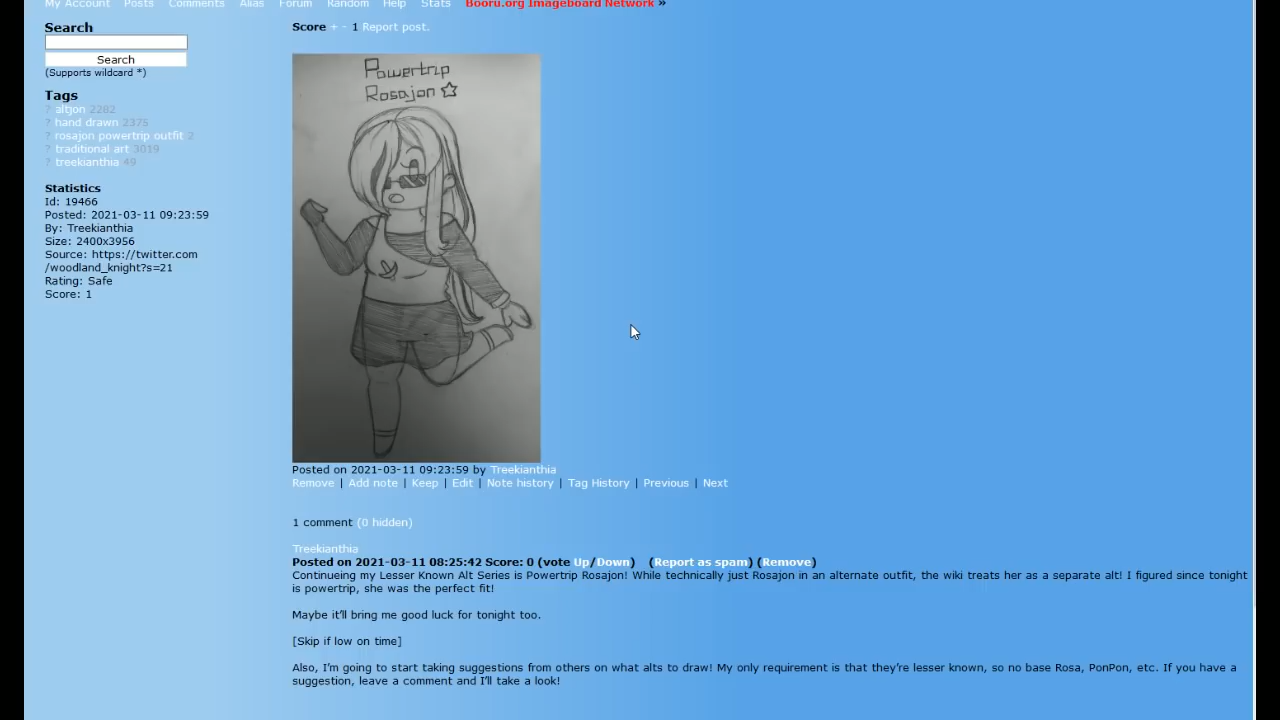 My Account Posts Comments Alias Forum Random Help Stats Booru.org Imageboard Network »
Search
Search
(Supports wildcard *)
Tags
? altjon 2282
? hand drawn 2375
? rosajon powertrip outfit 2
? traditional art 3019
? treekianthia 49
Statistics
Id: 19466
Posted: 2021-03-11 09:23:59
By: Treekianthia
Size: 2400x3956
Source: https://twitter.com
/woodland_knight?s=21
Rating: Safe
Score: 1
Score + - 1 Report post.
Powertrip
Rosajon
Posted on 2021-03-11 09:23:59 by Treekianthia
Remove | Add note | Keep | Edit | Note history | Tag History | Previous | Next
1 comment (0 hidden)
Treekianthia
Posted on 2021-03-11 08:25:42 Score: 0 (vote Up/Down) (Report as spam) (Remove)
Continueing my Lesser Known Alt Series is Powertrip Rosajon! While technically just Rosajon in an alternate outfit, the wiki treats her as a separate alt! I figured since tonight
is powertrip, she was the perfect fit!
Maybe it’ll bring me good luck for tonight too.
[Skip if low on time]
Also, I’m going to start taking suggestions from others on what alts to draw! My only requirement is that they’re lesser known, so no base Rosa, PonPon, etc. If you have a
suggestion, leave a comment and I’ll take a look!